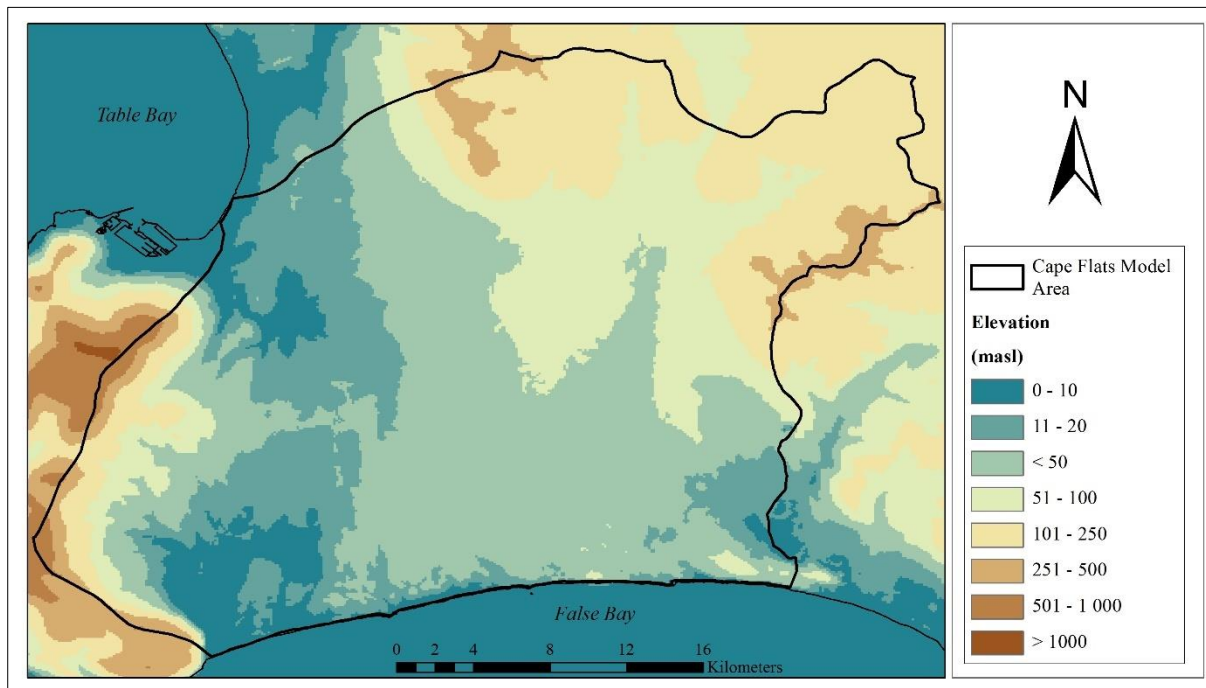 Table Bay
False Bay
0 2 4 8 12 16
Kilometers
N
Cape Flats Model
Area
Elevation
(masl)
0 - 10
11 - 20
< 50
51 - 100
101 - 250
251 - 500
501 - 1 000
> 1000